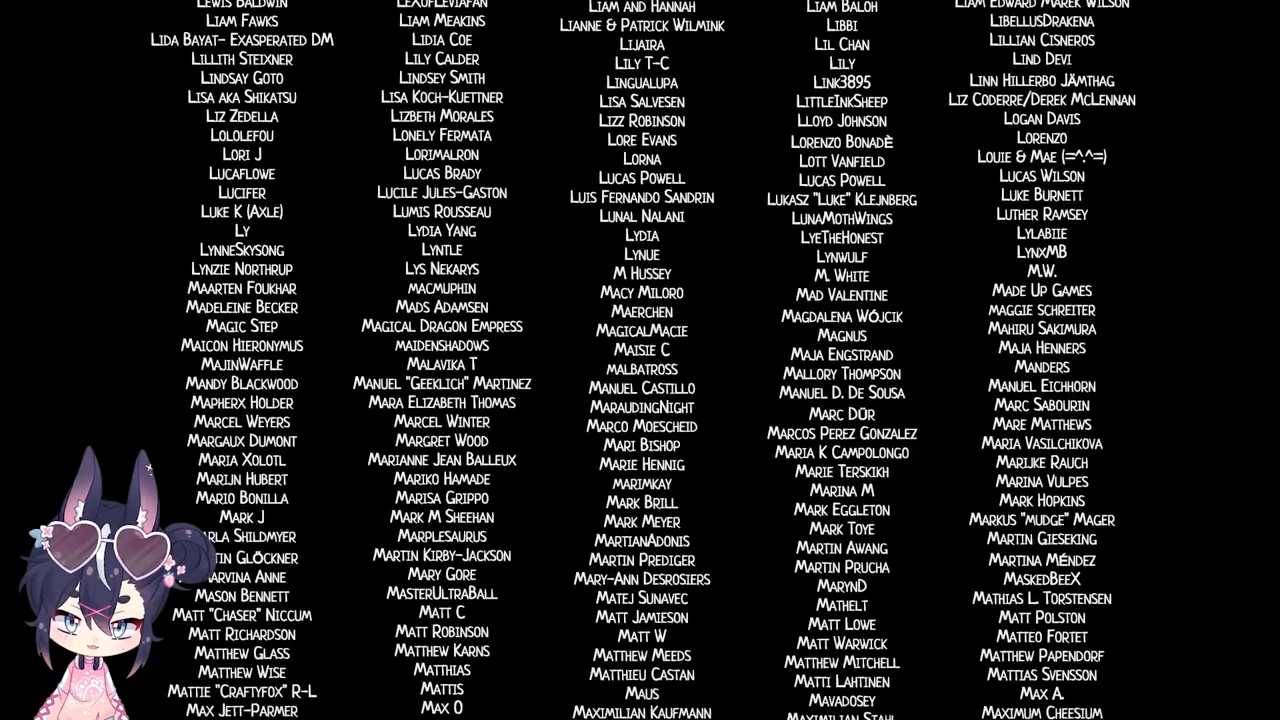 Lewis Baldwin
Liam Fawks
Lida Bayat- Exasperated DM
Lillith Steixner
Lindsay Goto
Lisa aka Shikatsu
Liz Zedella
Lololefou
Lori J
Lucaflowe
Lucifer
Luke K (Axle)
Ly
LynneSkysong
Lynzie Northrup
Maarten Foukhar
Madeleine Becker
Magic Step
Maicon Hieronymus
MajinWaffle
Mandy Blackwood
Mapherx Holder
Marcel Weyers
Margaux Dumont
Maria Xolotl
Marijn Hubert
Mario Bonilla
Mark J
Shildmyer
Glöckner
Marvina Anne
Mason Bennett
Matt "Chaser" Niccum
Matt Richardson
Matthew Glass
Matthew Wise
Mattie "Craftyfox" R-L
Max Jett-Parmer
LexOfLeviafan
Liam Meakins
Lidia Coe
Lily Calder
Lindsey Smith
Lisa Koch-Kuettner
Lizbeth Morales
Lonely Fermata
Lorimalron
Lucas Brady
Lucile Jules-Gaston
Lumis Rousseau
Lydia Yang
Lyntle
Lys Nekarys
macmuphin
Mads Adamsen
Magical Dragon Empress
maidenshadows
Malavika T
Manuel "Geeklich" Martinez
Mara Elizabeth Thomas
Marcel Winter
Margret Wood
Marianne Jean Balleux
Mariko Hamade
Marisa Grippo
Mark M Sheehan
Marplesaurus
Martin Kirby-Jackson
Mary Gore
MasterUltraBall
Matt C
Matt Robinson
Matthew Karns
Matthias
Mattis
Max O
Liam and Hannah
Lianne & Patrick Wilmink
Lijaira
Lily T-C
Lingualupa
Lisa Salvesen
Lizz Robinson
Lore Evans
Lorna
Lucas Powell
Luis Fernando Sandrin
Lunal Nalani
Lydia
Lynue
M Hussey
Macy Miloro
Maerchen
MagicalMacie
Maisie C
malbatross
Manuel Castillo
MaraudingNight
Marco Moescheid
Mari Bishop
Marie Hennig
marimkay
Mark Brill
Mark Meyer
MartianAdonis
Martin Prediger
Mary-Ann Desrosiers
Matej Sunavec
Matt Jamieson
Matt W
Matthew Meeds
Matthieu Castan
Maus
Maximilian Kaufmann
Liam Baloh
Libbi
Lil Chan
Lily
Link3895
LittleInkSheep
Lloyd Johnson
Lorenzo Bonadè
Lott Vanfield
Lucas Powell
Lukasz "Luke" Klejnberg
LunaMothWings
LyeTheHonest
Lynwulf
M. White
Mad Valentine
Magdalena Wójcik
Magnus
Maja Engstrand
Mallory Thompson
Manuel D. De Sousa
Marc Dür
Marcos Perez Gonzalez
Maria K Campolongo
Marie Terskikh
Marina M
Mark Eggleton
Mark Toye
Martin Awang
Martin Prucha
MarynD
Mathelt
Matt Lowe
Matt Warwick
Matthew Mitchell
Matti Lahtinen
Mavadosey
Maximilian Stahl
Liam Edward Marek Wilson
LibellusDrakena
Lillian Cisneros
Lind Devi
Linn Hillerbo Jämthag
Liz Coderre/Derek McLennan
Logan Davis
Lorenzo
Louie & Mae (=^.^=)
Lucas Wilson
Luke Burnett
Luther Ramsey
Lylabiie
LynxMB
M.W.
Made Up Games
maggie schreiter
Mahiru Sakimura
Maja Henners
Manders
Manuel Eichhorn
Marc Sabourin
Mare Matthews
Maria Vasilchikova
Marijke Rauch
Marina Vulpes
Mark Hopkins
Markus "mudge" Mager
Martin Gieseking
Martina Méndez
MaskedBeeX
Mathias L. Torstensen
Matt Polston
Matteo Fortet
Matthew Papendorf
Mattias Svensson
Max A.
Maximum Cheesium